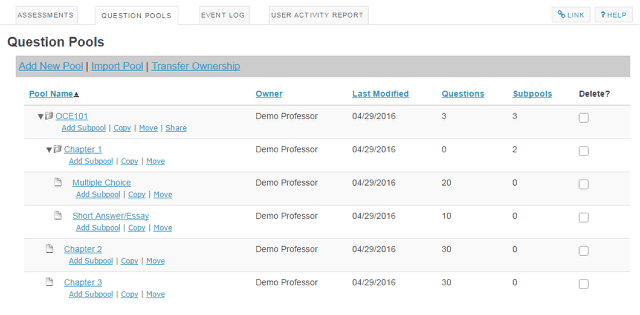 ASSESSMENTS QUESTION POOLS EVENT LOG USER ACTIVITY REPORT LINK ? HELP
Question Pools
Add New Pool | Import Pool | Transfer Ownership
Pool Name Owner Last Modified Questions Subpools Delete?
OCE101 Demo Professor 04/29/2016 3 3
Add Subpool | Copy | Move | Share
Chapter 1 Demo Professor 04/29/2016 0 2
Add Subpool | Copy | Move
Multiple Choice Demo Professor 04/29/2016 20 0
Add Subpool | Copy | Move
Short Answer/Essay Demo Professor 04/29/2016 10 0
Add Subpool | Copy | Move
Chapter 2 Demo Professor 04/29/2016 30 0
Add Subpool | Copy | Move
Chapter 3 Demo Professor 04/29/2016 30 0
Add Subpool | Copy | Move